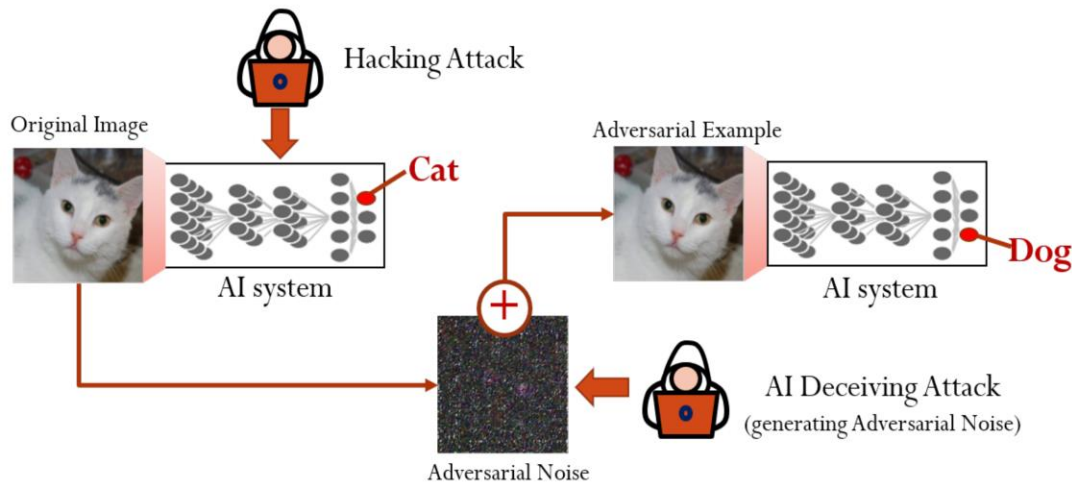 Hacking Attack
Original Image
Cat
AI system
Adversarial Example
Dog
AI system
+
Adversarial Noise
AI Deceiving Attack
(generating Adversarial Noise)